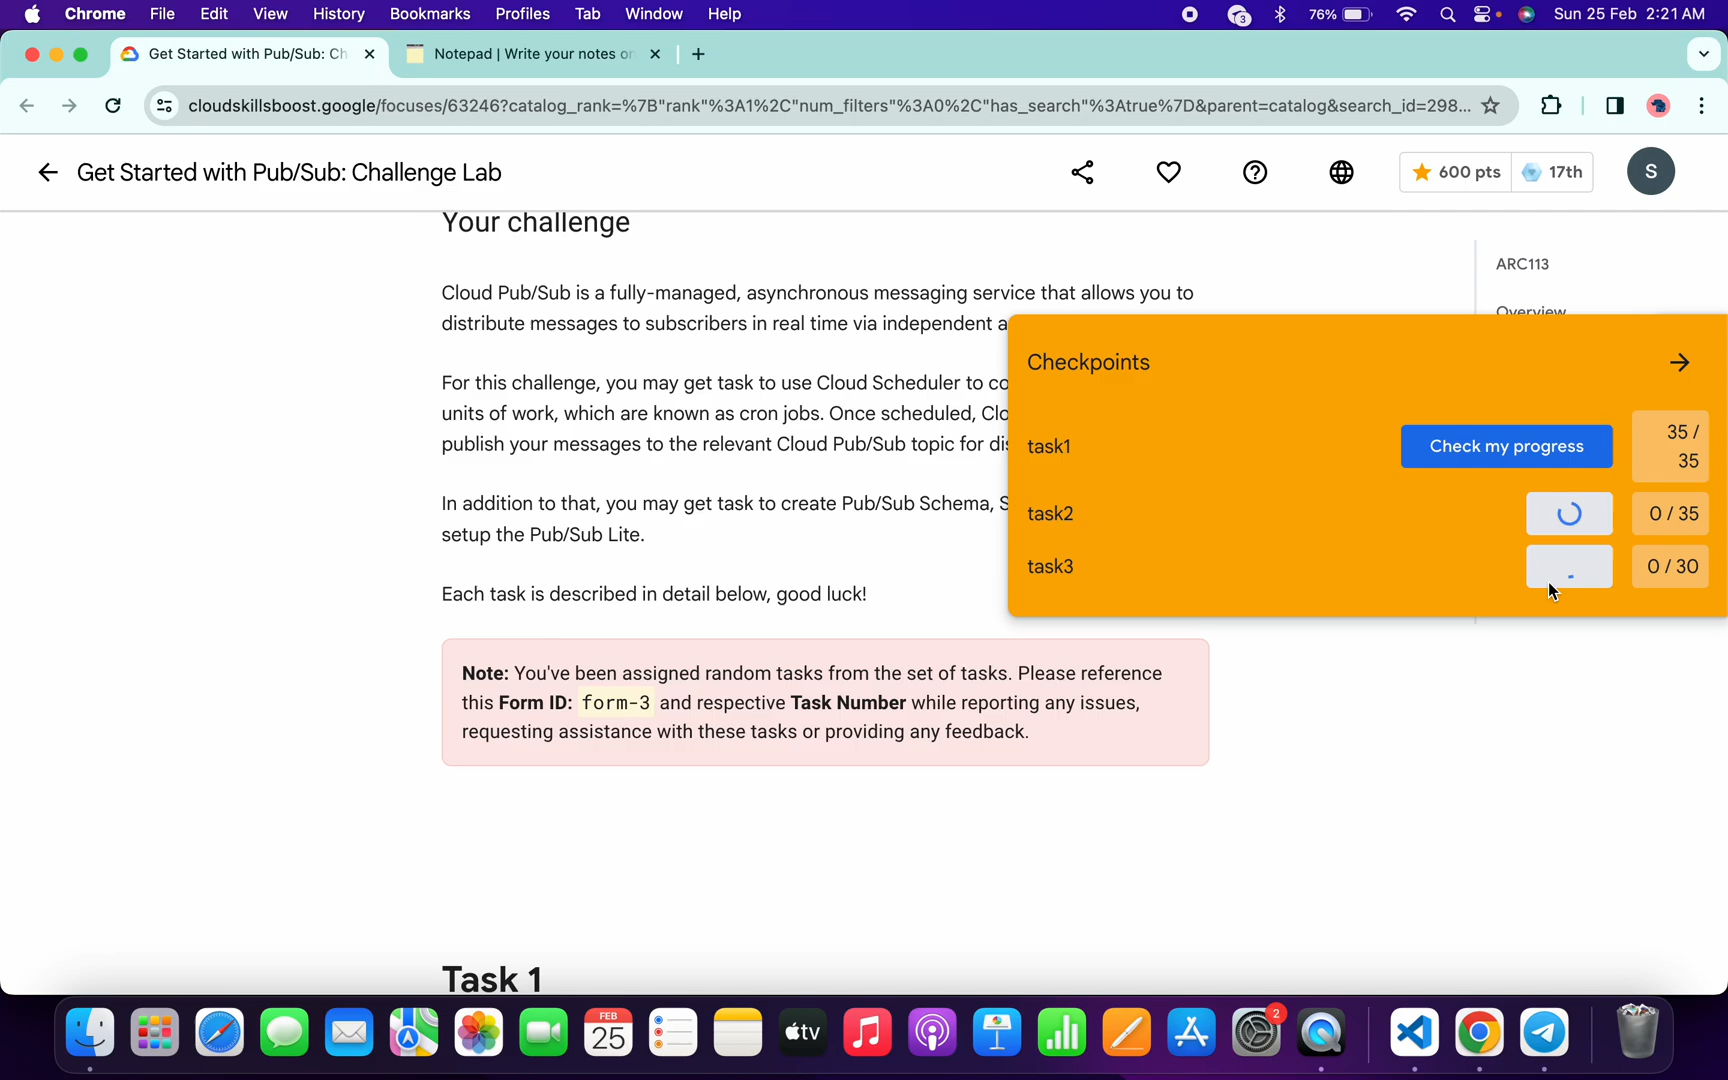 Chrome File Edit View History Bookmarks Profiles Tab Window Help 3 76% Sun 25 Feb 2:21 AM
Get Started with Pub/Sub: Ch Notepad | Write your notes on
cloudskillsboost.google/focuses/63246?catalog_rank=%7B"rank"%3A1%2C"num_filters"%3A0%2C"has_search"%3Atrue%7D&parent=catalog&search_id=298...
Get Started with Pub/Sub: Challenge Lab 600 pts 17th S
Your challenge
Cloud Pub/Sub is a fully-managed, asynchronous messaging service that allows you to
distribute messages to subscribers in real time via independent a
For this challenge, you may get task to use Cloud Scheduler to co
units of work, which are known as cron jobs. Once scheduled, Clo
publish your messages to the relevant Cloud Pub/Sub topic for di
In addition to that, you may get task to create Pub/Sub Schema, S
setup the Pub/Sub Lite.
Each task is described in detail below, good luck!
Note: You've been assigned random tasks from the set of tasks. Please reference
this Form ID: form-3 and respective Task Number while reporting any issues,
requesting assistance with these tasks or providing any feedback.
Task 1
ARC113
Overview
Checkpoints
task1 Check my progress 35 /
35
task2 0 / 35
task3 0 / 30
FEB
25
tv
2